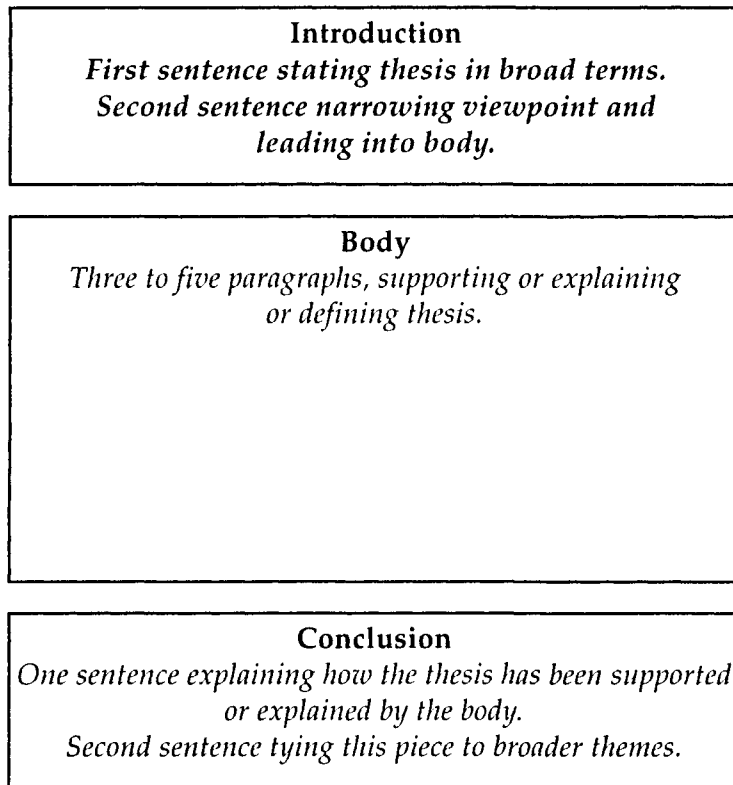 Introduction
First sentence stating thesis in broad terms.
Second sentence narrowing viewpoint and
leading into body.
Body
Three to five paragraphs, supporting or explaining
or defining thesis.
Conclusion
One sentence explaining how the thesis has been supported
or explained by the body.
Second sentence tying this piece to broader themes.